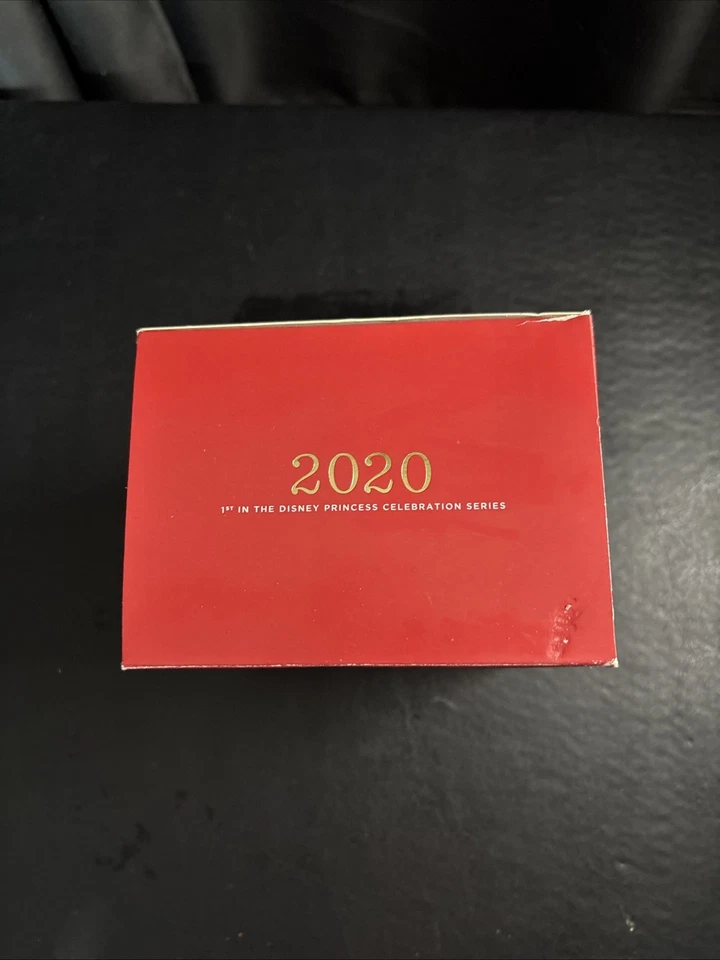 2020
1ST IN THE DISNEY PRINCESS CELEBRATION SERIES